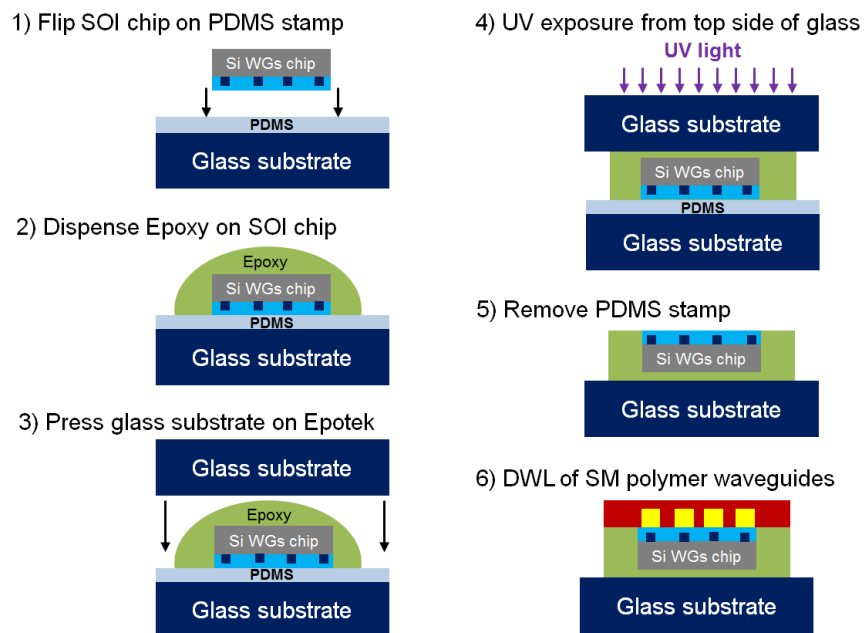 1) Flip SOI chip on PDMS stamp
Si WGs chip
PDMS
Glass substrate
2) Dispense Epoxy on SOI chip
Epoxy
Si WGs chip
PDMS
Glass substrate
3) Press glass substrate on Epotek
Glass substrate
Epoxy
Si WGs chip
PDMS
Glass substrate
4) UV exposure from top side of glass
UV light
Glass substrate
Si WGs chip
PDMS
Glass substrate
5) Remove PDMS stamp
Si WGs chip
Glass substrate
6) DWL of SM polymer waveguides
Si WGs chip
Glass substrate